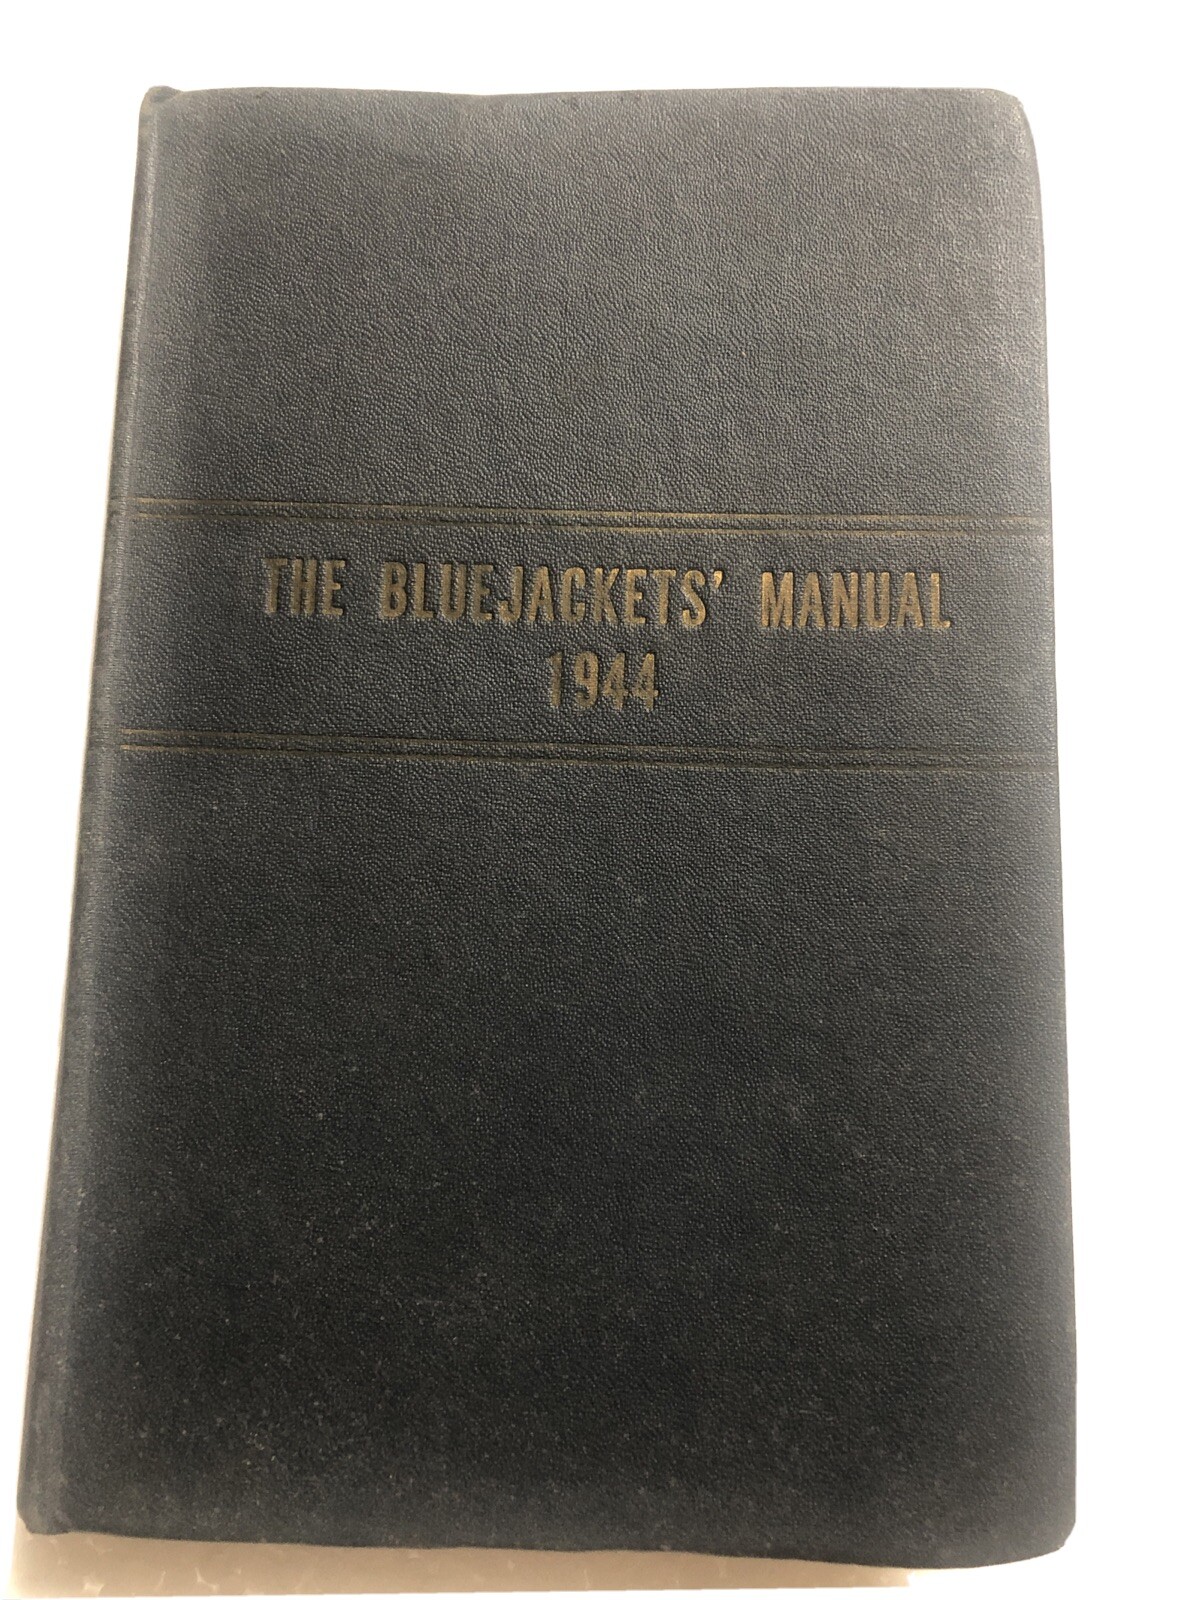 THE BLUEJACKETS' MANUAL
1944